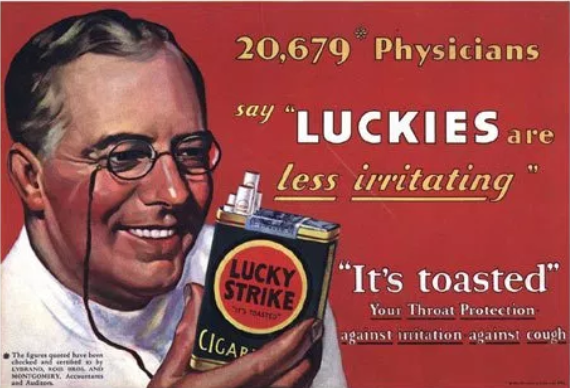 20,679* Physicians
say "LUCKIES are
less irritating"
LUCKY
STRIKE
"IT'S TOASTED"
CIGAR
"It's toasted"
Your Throat Protection-
against irritation-against cough
* The figures quoted have been
checked and certified to by
LYBRAND, ROSS BROS. AND
MONTGOMERY, Accountants
and Auditors.